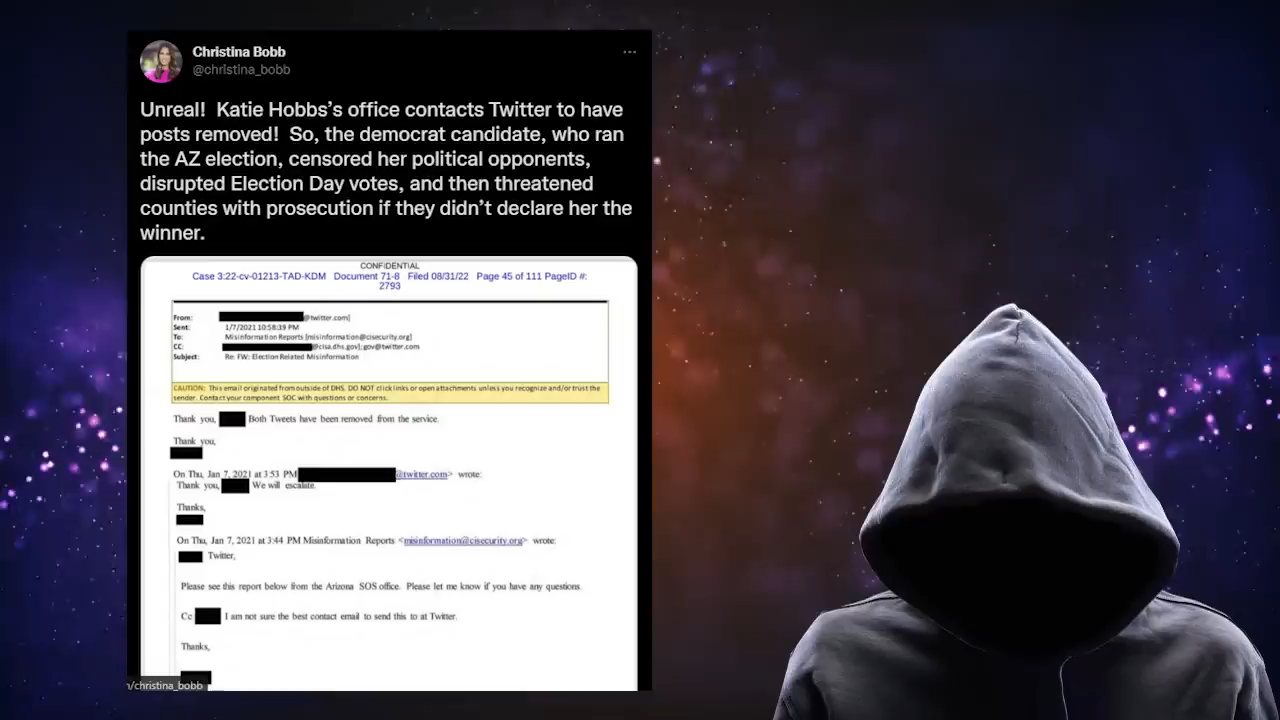 Christina Bobb
@christina_bobb
Unreal! Katie Hobbs's office contacts Twitter to have
posts removed! So, the democrat candidate, who ran
the AZ election, censored her political opponents,
disrupted Election Day votes, and then threatened
counties with prosecution if they didn't declare her the
winner.
CONFIDENTIAL
Case 3:22-cv-01213-TAD-KDM Document 71-8 Filed 08/31/22 Page 45 of 111 PageID #:
2793
From: @twitter.com]
Sent: 1/7/2021 10:58:39 PM
To: Misinformation Reports [misinformation@cisecurity.org]
CC: @cisa.dhs.gov]; gov@twitter.com
Subject: Re: FW: Election Related Misinformation
CAUTION: This email originated from outside of DHS. DO NOT click links or open attachments unless you recognize and/or trust the
sender. Contact your component SOC with questions or concerns.
Thank you, Both Tweets have been removed from the service.
Thank you,
On Thu, Jan 7, 2021 at 3:53 PM @twitter.com> wrote:
Thank you, We will escalate.
Thanks,
On Thu, Jan 7, 2021 at 3:44 PM Misinformation Reports <misinformation@cisecurity.org> wrote:
Twitter,
Please see this report below from the Arizona SOS office. Please let me know if you have any questions.
Cc I am not sure the best contact email to send this to at Twitter.
Thanks,
/christina_bobb